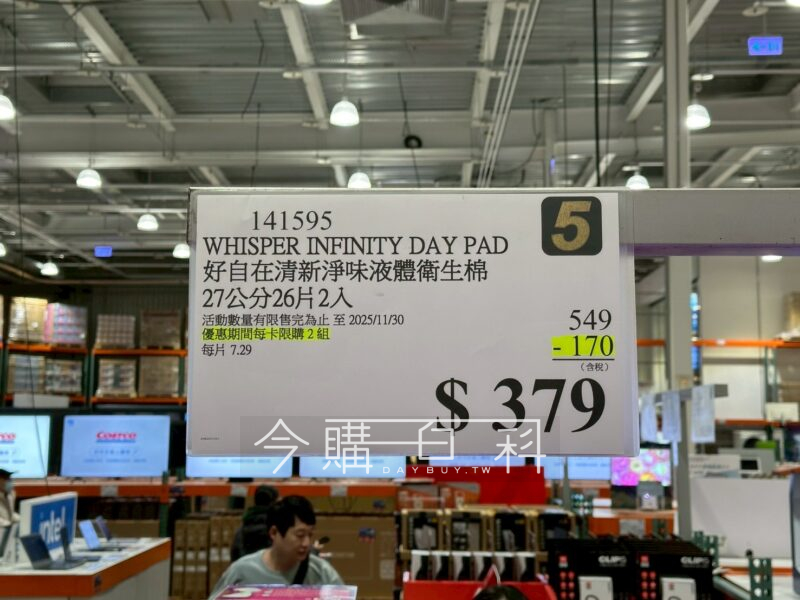 141595
5
WHISPER INFINITY DAY PAD
好自在清新淨味液體衛生棉
27公分26片2入
活動數量有限售完為止 至 2025/11/30
優惠期間每卡限購 2 組
每片 7.29
549
- 170
(含稅)
$ 379
今購百科
DAYBUY.TW
COSTCO
intel
CLIPO